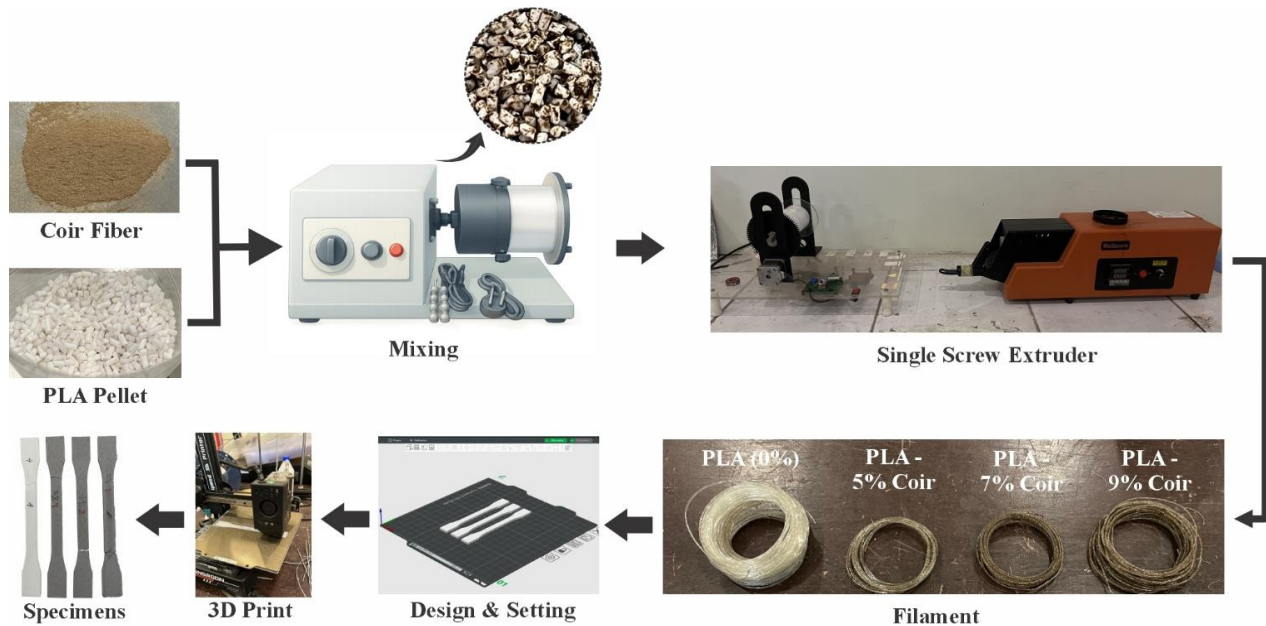 Coir Fiber
PLA Pellet
Mixing
Single Screw Extruder
PLA (0%)
PLA -
5% Coir
PLA -
7% Coir
PLA -
9% Coir
Filament
Design & Setting
3D Print
Specimens